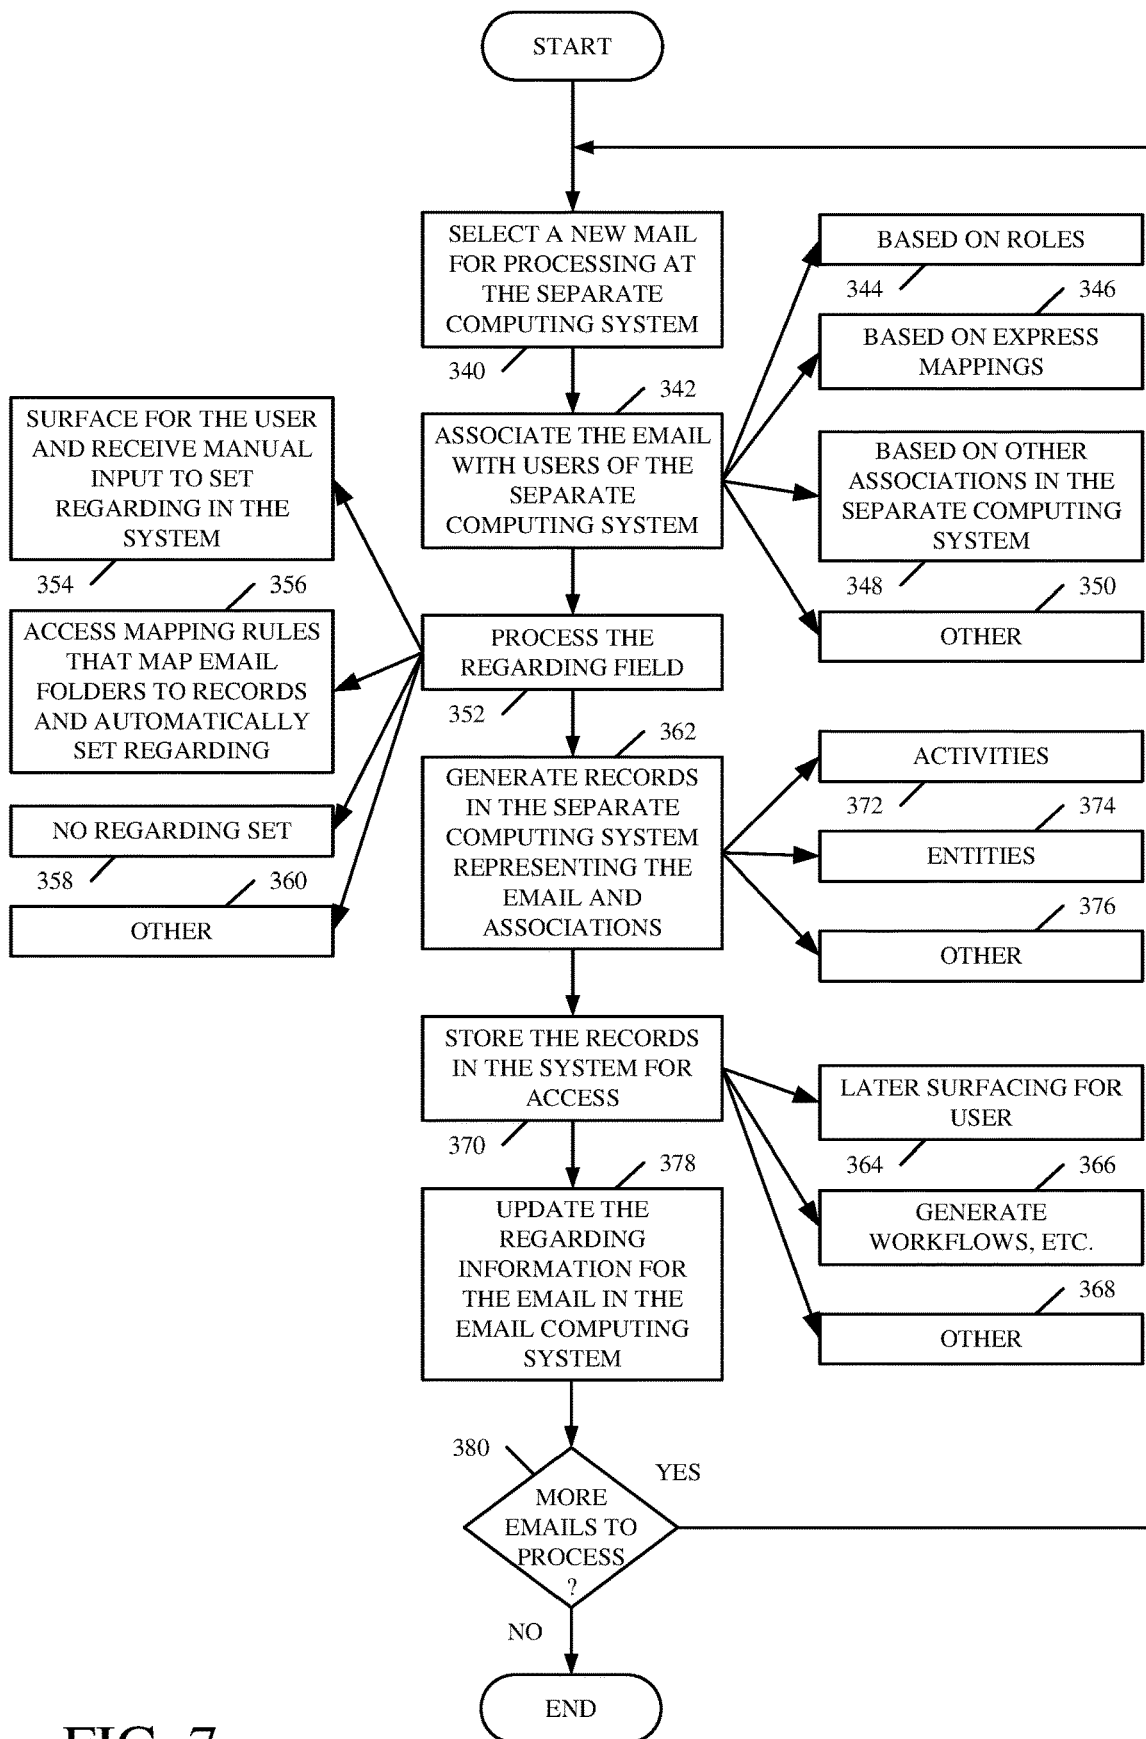 START
SELECT A NEW MAIL
FOR PROCESSING AT
THE SEPARATE
COMPUTING SYSTEM
340
BASED ON ROLES
344
346
BASED ON EXPRESS
MAPPINGS
342
ASSOCIATE THE EMAIL
WITH USERS OF THE
SEPARATE
COMPUTING SYSTEM
BASED ON OTHER
ASSOCIATIONS IN THE
SEPARATE COMPUTING
SYSTEM
348
350
OTHER
SURFACE FOR THE USER
AND RECEIVE MANUAL
INPUT TO SET
REGARDING IN THE
SYSTEM
354
356
ACCESS MAPPING RULES
THAT MAP EMAIL
FOLDERS TO RECORDS
AND AUTOMATICALLY
SET REGARDING
PROCESS THE
REGARDING FIELD
352
NO REGARDING SET
358
360
OTHER
362
GENERATE RECORDS
IN THE SEPARATE
COMPUTING SYSTEM
REPRESENTING THE
EMAIL AND
ASSOCIATIONS
ACTIVITIES
372
374
ENTITIES
376
OTHER
STORE THE RECORDS
IN THE SYSTEM FOR
ACCESS
370
LATER SURFACING FOR
USER
364
366
GENERATE
WORKFLOWS, ETC.
368
OTHER
378
UPDATE THE
REGARDING
INFORMATION FOR
THE EMAIL IN THE
EMAIL COMPUTING
SYSTEM
380
YES
MORE
EMAILS TO
PROCESS
?
NO
END
FIG. 7